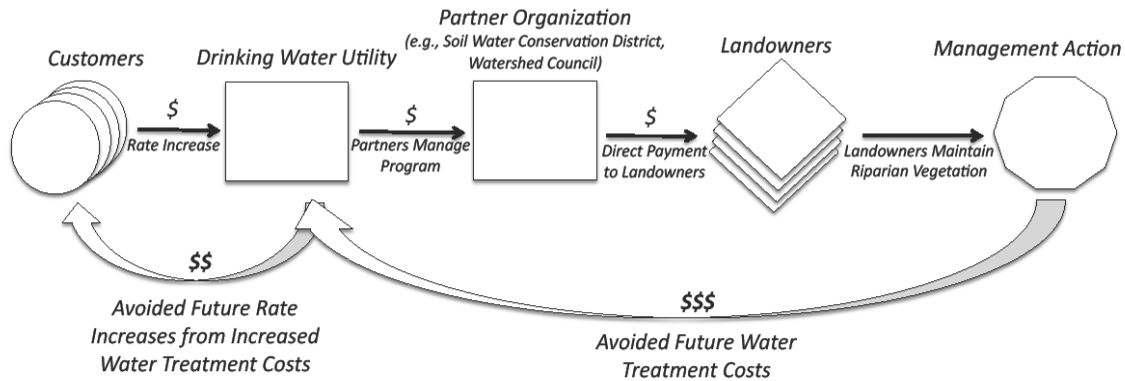 Partner Organization
(e.g., Soil Water Conservation District,
Watershed Council)
Customers
Drinking Water Utility
Landowners
Management Action
$
Rate Increase
$
Partners Manage
Program
$
Direct Payment
to Landowners
Landowners Maintain
Riparian Vegetation
$$
Avoided Future Rate
Increases from Increased
Water Treatment Costs
$$$
Avoided Future Water
Treatment Costs